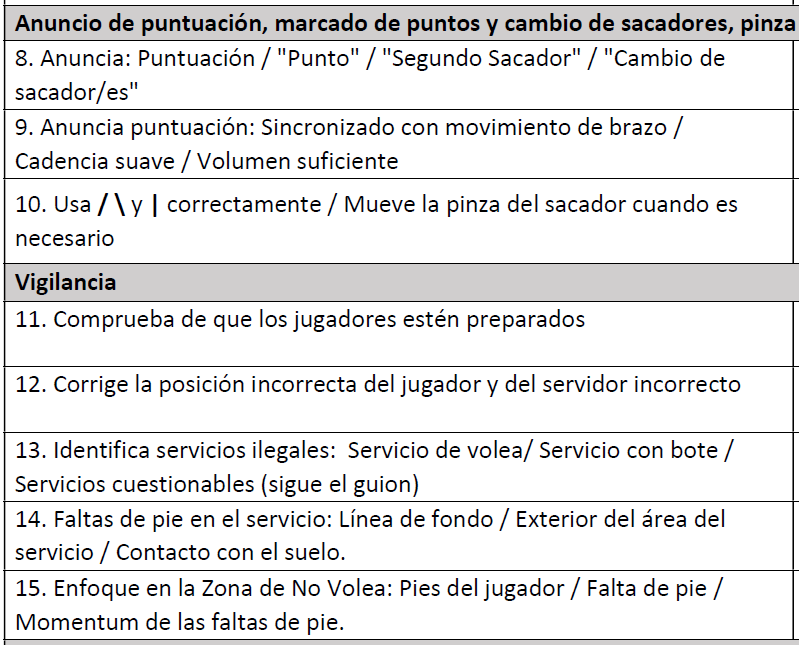 Anuncio de puntuación, marcado de puntos y cambio de sacadores, pinza
8. Anuncia: Puntuación / "Punto" / "Segundo Sacador" / "Cambio de
sacador/es"
9. Anuncia puntuación: Sincronizado con movimiento de brazo /
Cadencia suave / Volumen suficiente
10. Usa / \ y | correctamente / Mueve la pinza del sacador cuando es
necesario
Vigilancia
11. Comprueba de que los jugadores estén preparados
12. Corrige la posición incorrecta del jugador y del servidor incorrecto
13. Identifica servicios ilegales:  Servicio de volea/ Servicio con bote /
Servicios cuestionables (sigue el guion)
14. Faltas de pie en el servicio: Línea de fondo / Exterior del área del
servicio / Contacto con el suelo.
15. Enfoque en la Zona de No Volea: Pies del jugador / Falta de pie /
Momentum de las faltas de pie.